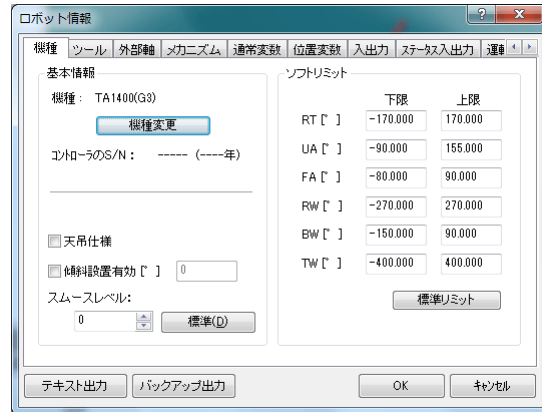 ロボット情報
機種 ツール 外部軸 メカニズム 通常変数 位置変数 入出力 ステータス入出力 運転
基本情報
機種： TA1400(G3)
機種変更
コントローラのS/N： ----- (----年)
天吊仕様
傾斜設置有効 [ﾟ] 0
スムースレベル：
0 標準(D)
ソフトリミット
下限 上限
RT [ﾟ] -170.000 170.000
UA [ﾟ] -90.000 155.000
FA [ﾟ] -80.000 90.000
RW [ﾟ] -270.000 270.000
BW [ﾟ] -150.000 90.000
TW [ﾟ] -400.000 400.000
標準リミット
テキスト出力 バックアップ出力 OK キャンセル